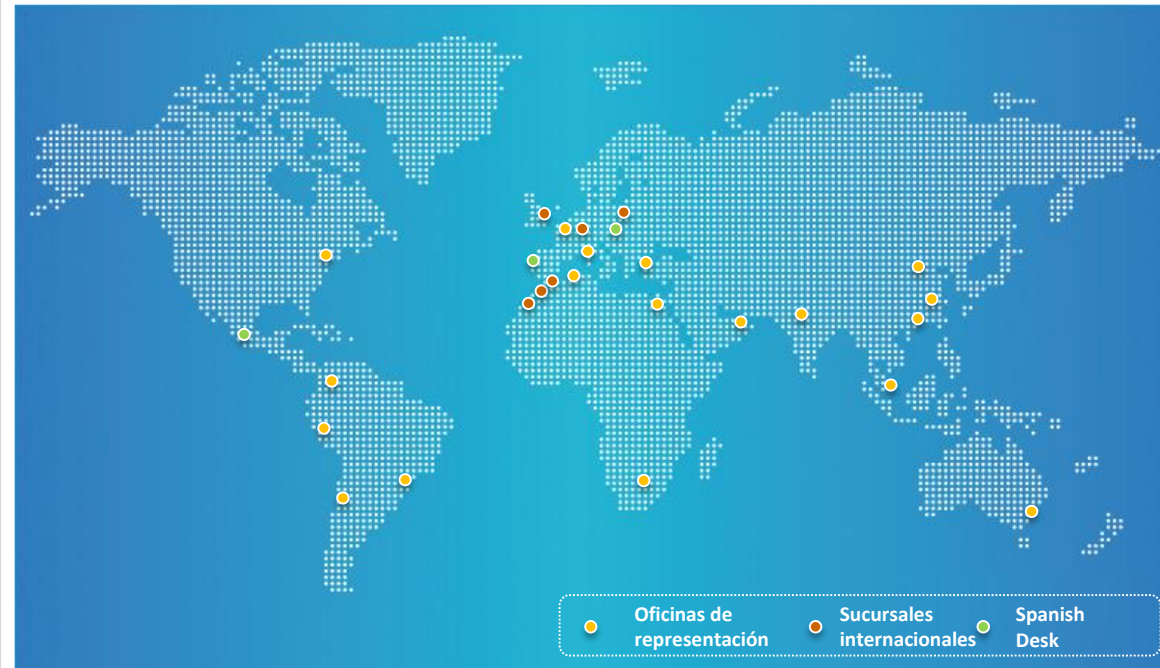 Oficinas de
representación
Sucursales
internacionales
Spanish
Desk